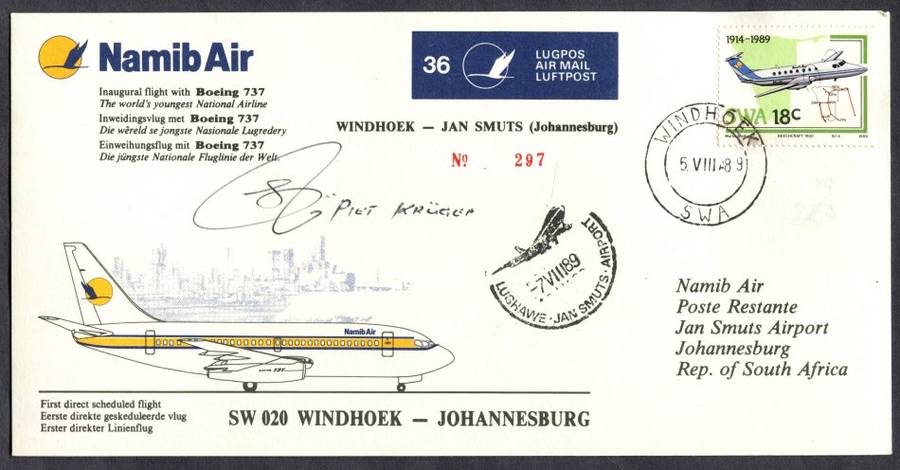 Namib Air
Inaugural flight with Boeing 737
The world's youngest National Airline
Inweidingsvlug met Boeing 737
Die wêreld se jongste Nasionale Lugredery
Einweihungsflug mit Boeing 737
Die jüngste Nationale Fluglinie der Welt.
36
LUGPOS
AIR MAIL
LUFTPOST
WINDHOEK — JAN SMUTS (Johannesburg)
No 297
1914-1989
SWA 18c
BEECHCRAFT 1900
WINDHOEK
5. VIII 89
SWA
PIET KRÜGER
7 VIII 89
LUGHAWE · JAN SMUTS · AIRPORT
Namib Air
Poste Restante
Jan Smuts Airport
Johannesburg
Rep. of South Africa
Namib Air
737
First direct scheduled flight
Eerste direkte geskeduleerde vlug
Erster direkter Linienflug
SW 020 WINDHOEK — JOHANNESBURG